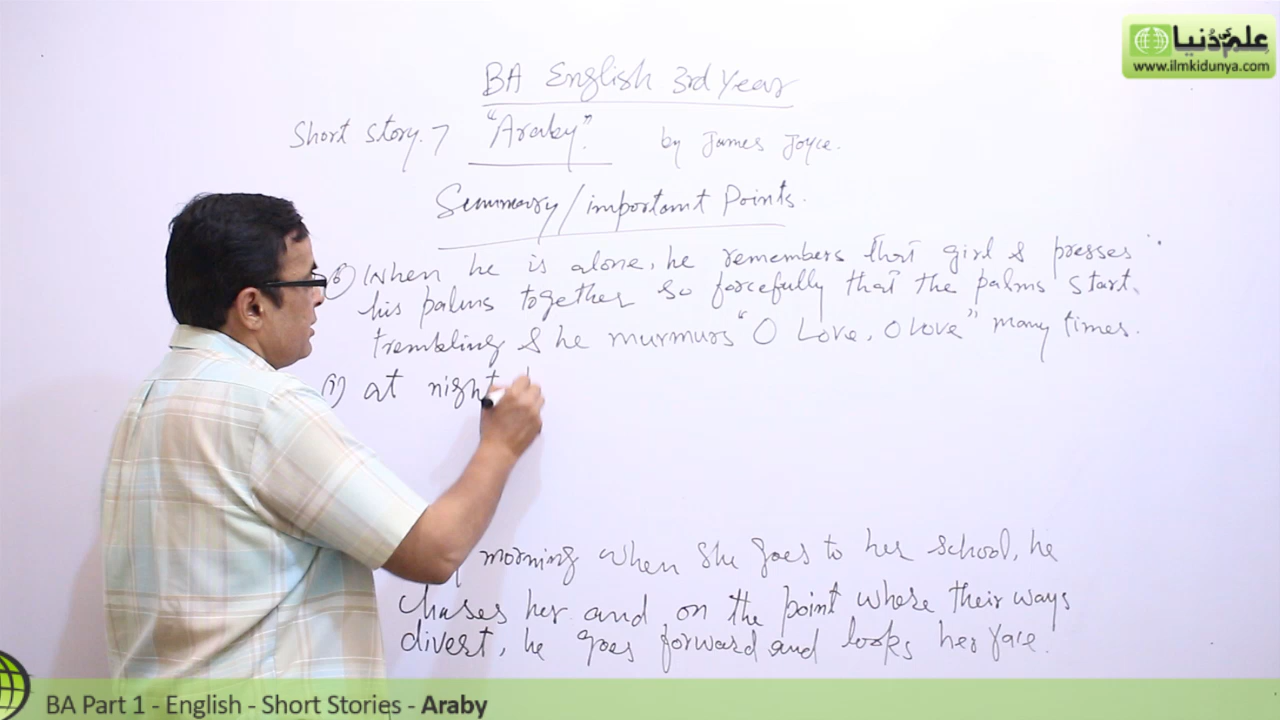 علم کی دُنیا
www.ilmkidunya.com
BA English 3rd Year
Short story. 7 "Araby". by James Joyce.
Summary/important Points.
⑥ When he is alone, he remembers that girl & presses
his palms together so forcefully that the palms start
trembling & he murmurs "O Love, O love" many times.
at night
morning when she goes to her school, he
chases her and on the point where their ways
divert, he goes forward and looks her face.
BA Part 1 - English - Short Stories - Araby